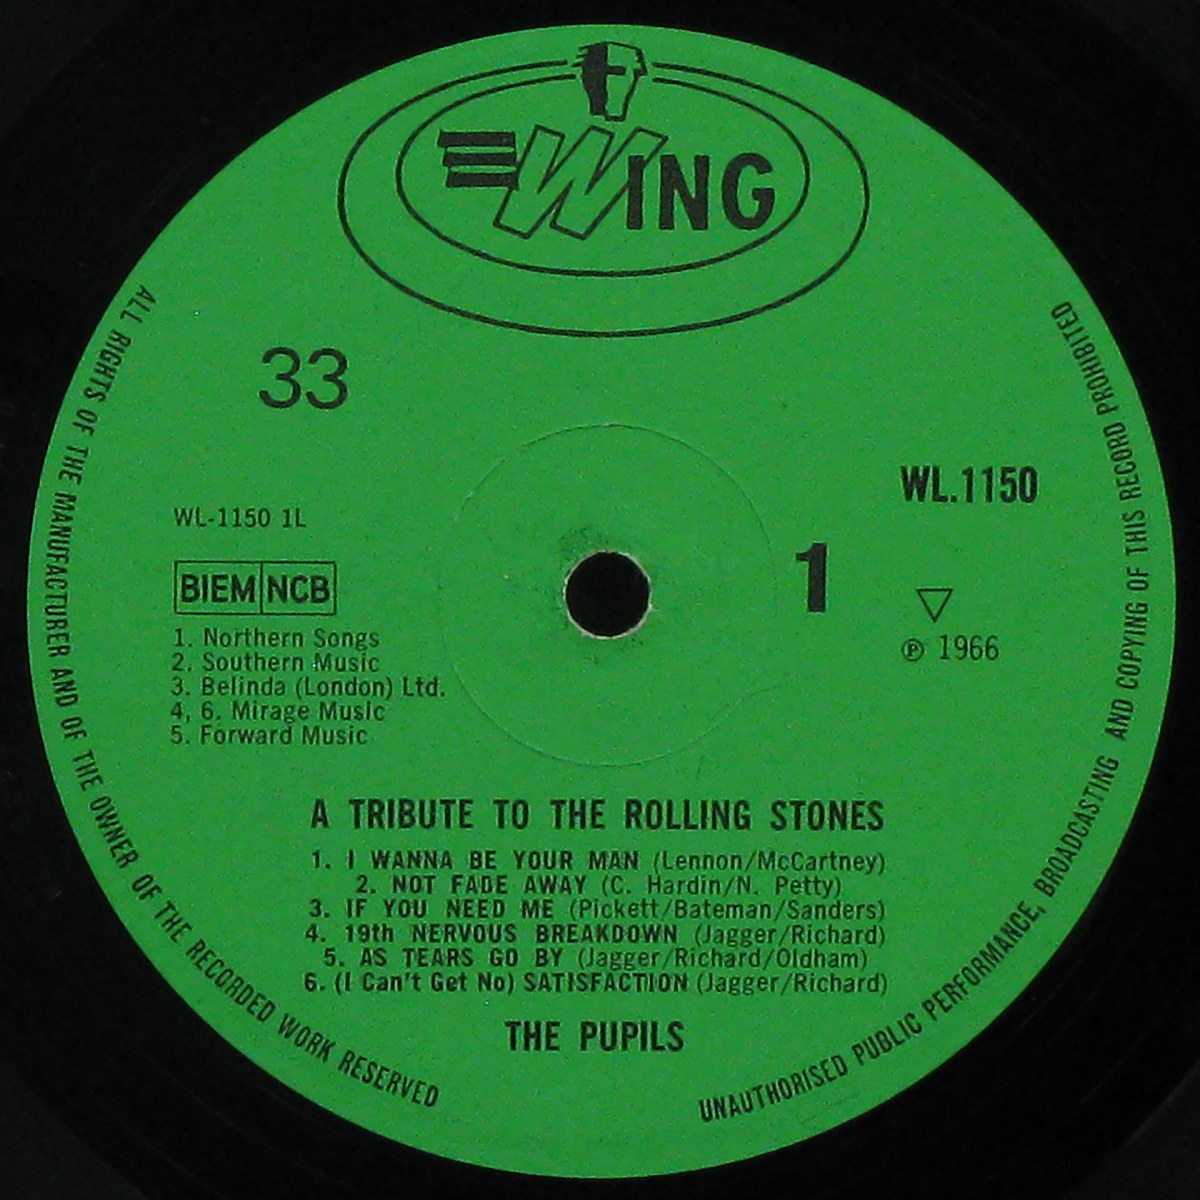 WING
33
WL.1150
WL-1150 1L
1
BIEM NCB
℗ 1966
1. Northern Songs
2. Southern Music
3. Belinda (London) Ltd.
4, 6. Mirage Music
5. Forward Music
A TRIBUTE TO THE ROLLING STONES
1. I WANNA BE YOUR MAN (Lennon/McCartney)
2. NOT FADE AWAY (C. Hardin/N. Petty)
3. IF YOU NEED ME (Pickett/Bateman/Sanders)
4. 19th NERVOUS BREAKDOWN (Jagger/Richard)
5. AS TEARS GO BY (Jagger/Richard/Oldham)
6. (I Can't Get No) SATISFACTION (Jagger/Richard)
THE PUPILS
ALL RIGHTS OF THE MANUFACTURER AND OF THE OWNER OF THE RECORDED WORK RESERVED
UNAUTHORISED PUBLIC PERFORMANCE, BROADCASTING AND COPYING OF THIS RECORD PROHIBITED